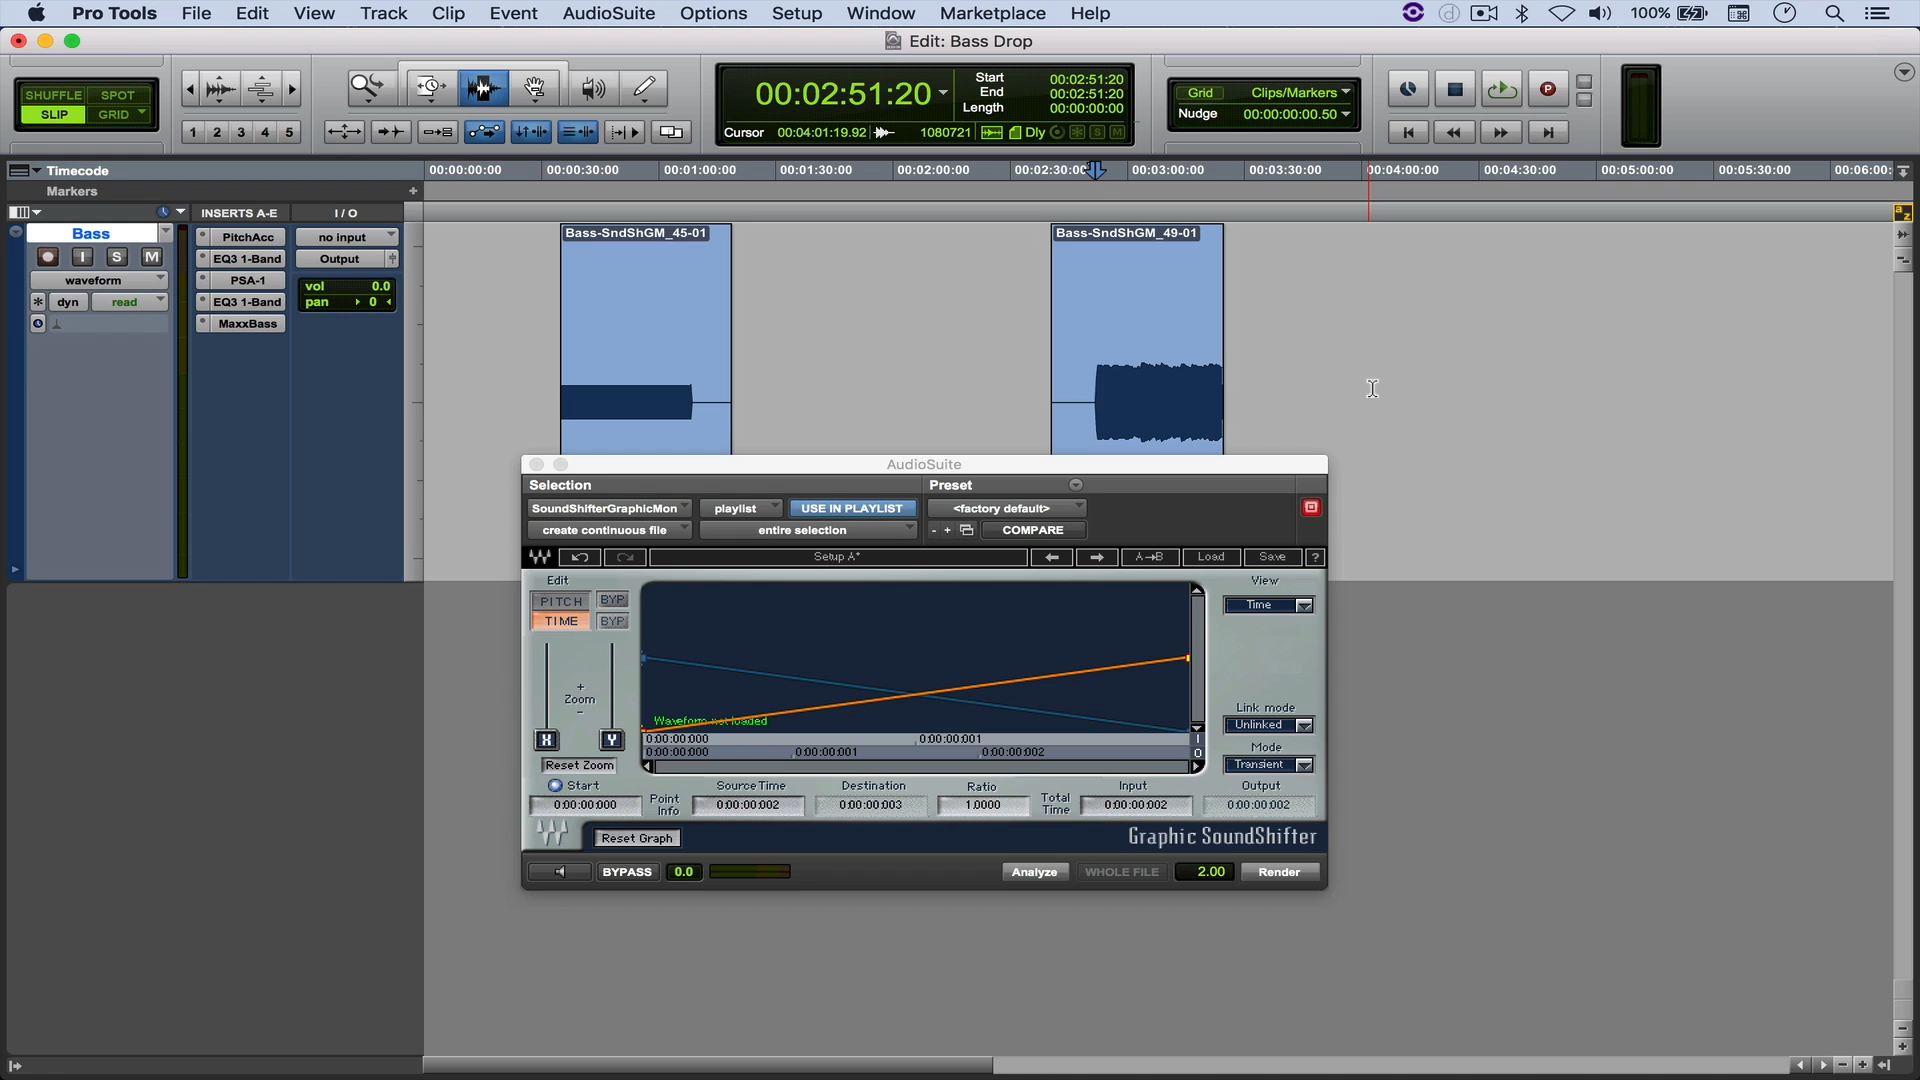 Pro Tools File Edit View Track Clip Event AudioSuite Options Setup Window Marketplace Help 100%
Edit: Bass Drop
SHUFFLE SPOT
SLIP GRID
1 2 3 4 5
00:02:51:20
Start 00:02:51:20
End 00:02:51:20
Length 00:00:00:00
Cursor 00:04:01:19.92 1080721 Dly S M
Grid Clips/Markers
Nudge 00:00:00:00.50
Timecode 00:00:00:00 00:00:30:00 00:01:00:00 00:01:30:00 00:02:00:00 00:02:30:00 00:03:00:00 00:03:30:00 00:04:00:00 00:04:30:00 00:05:00:00 00:05:30:00 00:06:00:
Markers +
INSERTS A-E I / O
a z
Bass
I S M
waveform
dyn read
PitchAcc
EQ3 1-Band
PSA-1
EQ3 1-Band
MaxxBass
no input
Output
vol 0.0
pan 0
Bass-SndShGM_45-01
Bass-SndShGM_49-01
AudioSuite
Selection Preset
SoundShifterGraphicMon playlist USE IN PLAYLIST <factory default>
create continuous file entire selection - + COMPARE
Setup A* A→B Load Save ?
Edit View
PITCH BYP Time
TIME BYP
+
Zoom
-
X Y
Reset Zoom
Waveform not loaded
0:00:00:000 0:00:00:001 I
0:00:00:000 0:00:00:001 0:00:00:002 O
Link mode
Unlinked
Mode
Transient
Start Source Time Destination Ratio Input Output
0:00:00:000 Point Info 0:00:00:002 0:00:00:003 1.0000 Total Time 0:00:00:002 0:00:00:002
Reset Graph Graphic SoundShifter
BYPASS 0.0 Analyze WHOLE FILE 2.00 Render